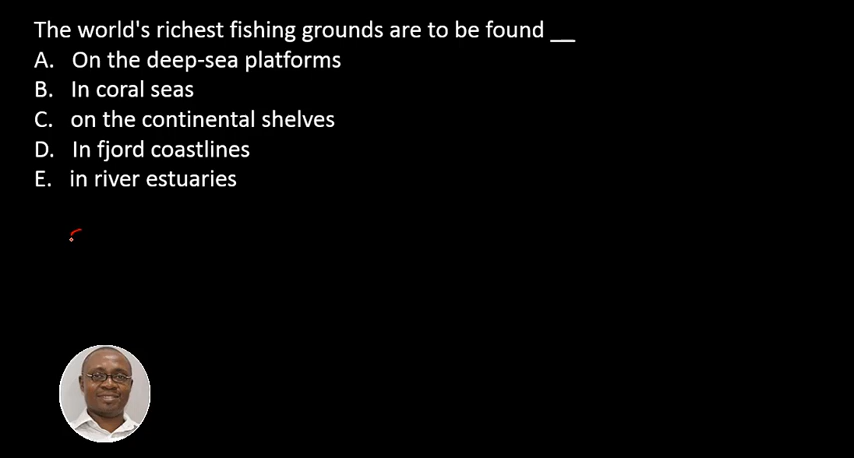 The world's richest fishing grounds are to be found __
A. On the deep-sea platforms
B. In coral seas
C. on the continental shelves
D. In fjord coastlines
E. in river estuaries